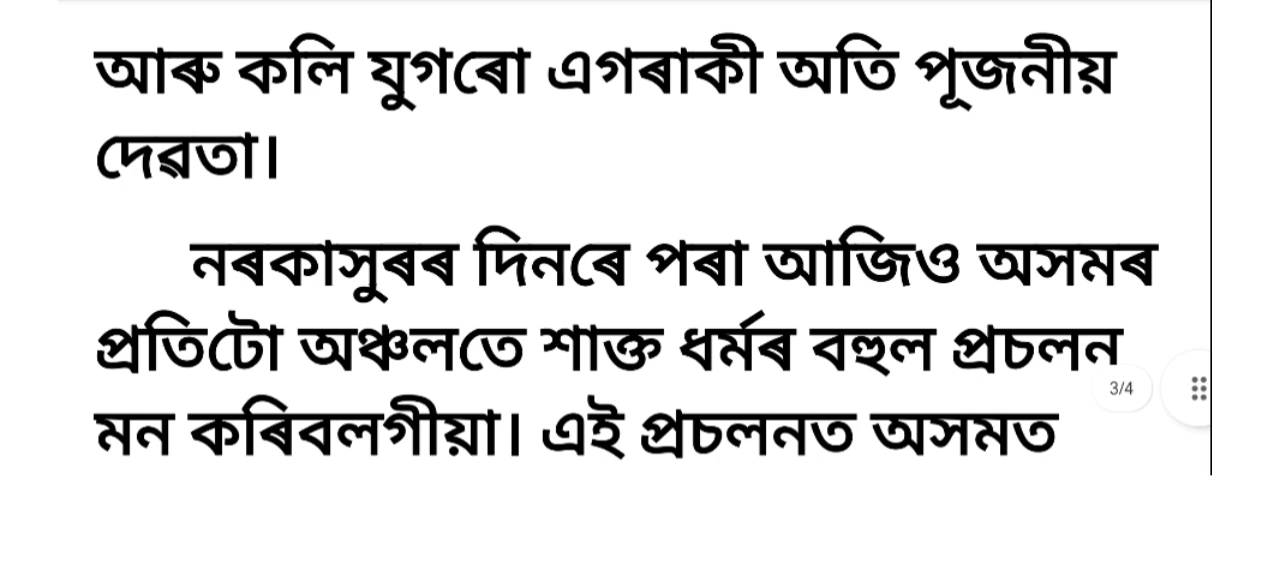 আৰু কলি যুগৰো এগৰাকী অতি পূজনীয়
দেৱতা।
নৰকাসুৰৰ দিনৰে পৰা আজিও অসমৰ
প্ৰতিটো অঞ্চলতে শাক্ত ধৰ্মৰ বহুল প্ৰচলন
3/4
মন কৰিবলগীয়া। এই প্ৰচলনত অসমত